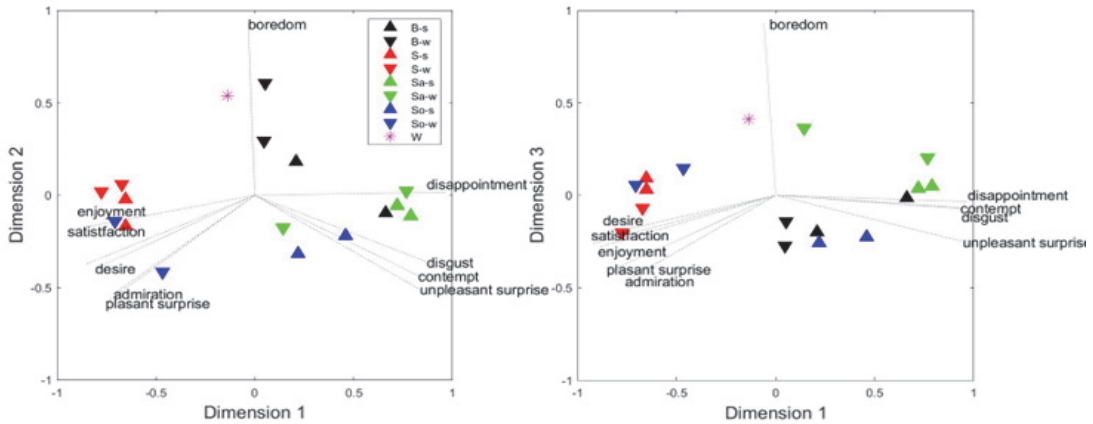 1
boredom
B-s
B-w
S-s
S-w
Sa-s
Sa-w
So-s
So-w
W
0.5
Dimension 2
0
disappointment
enjoyment
satistfaction
desire
disgust
contempt
unpleasant surprise
admiration
plasant surprise
-0.5
-1
-1 -0.5 0 0.5 1
Dimension 1
1
boredom
0.5
Dimension 3
0
disappointment
contempt
disgust
desire
satistfaction
enjoyment
unpleasant surprise
plasant surprise
admiration
-0.5
-1
-1 -0.5 0 0.5 1
Dimension 1